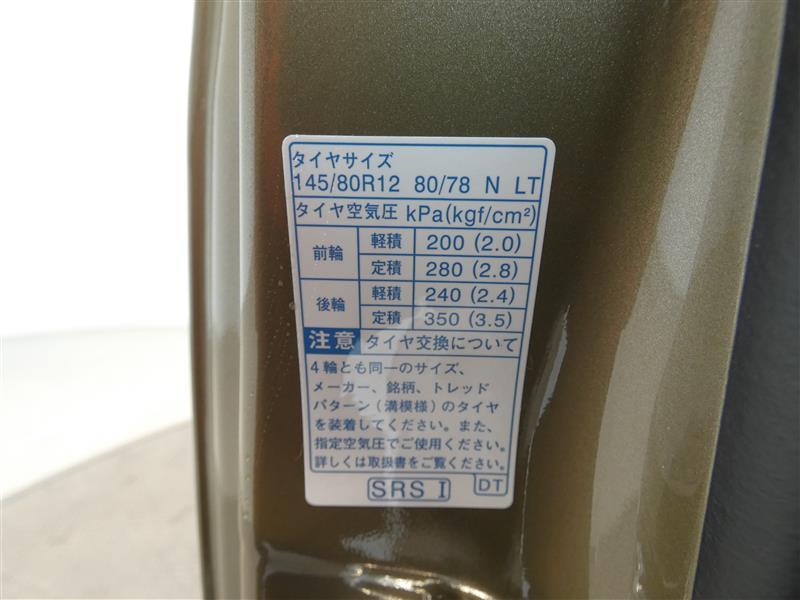 タイヤサイズ
145/80R12 80/78 N LT
タイヤ空気圧 kPa(kgf/cm²)
前輪 軽積 200 (2.0)
定積 280 (2.8)
後輪 軽積 240 (2.4)
定積 350 (3.5)
注意 タイヤ交換について
4輪とも同一のサイズ、
メーカー、銘柄、トレッド
パターン(溝模様)のタイヤ
を装着してください。また、
指定空気圧でご使用ください。
詳しくは取扱書をご覧ください。
SRS I DT